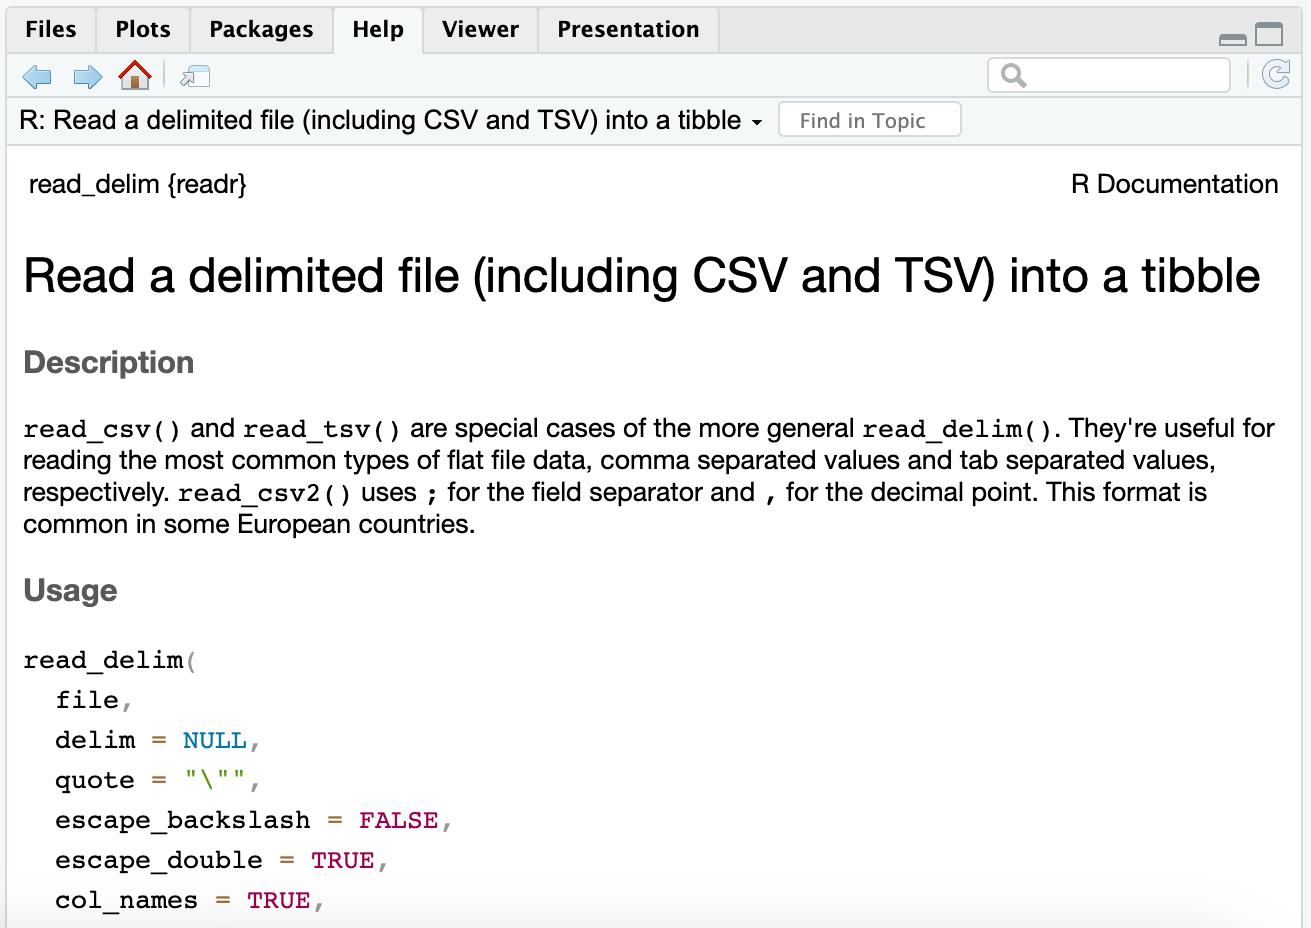 Files Plots Packages Help Viewer Presentation
R: Read a delimited file (including CSV and TSV) into a tibble Find in Topic
read_delim {readr} R Documentation
Read a delimited file (including CSV and TSV) into a tibble
Description
read_csv() and read_tsv() are special cases of the more general read_delim(). They're useful for
reading the most common types of flat file data, comma separated values and tab separated values,
respectively. read_csv2() uses ; for the field separator and , for the decimal point. This format is
common in some European countries.
Usage
read_delim(
  file,
  delim = NULL,
  quote = "\"",
  escape_backslash = FALSE,
  escape_double = TRUE,
  col_names = TRUE,